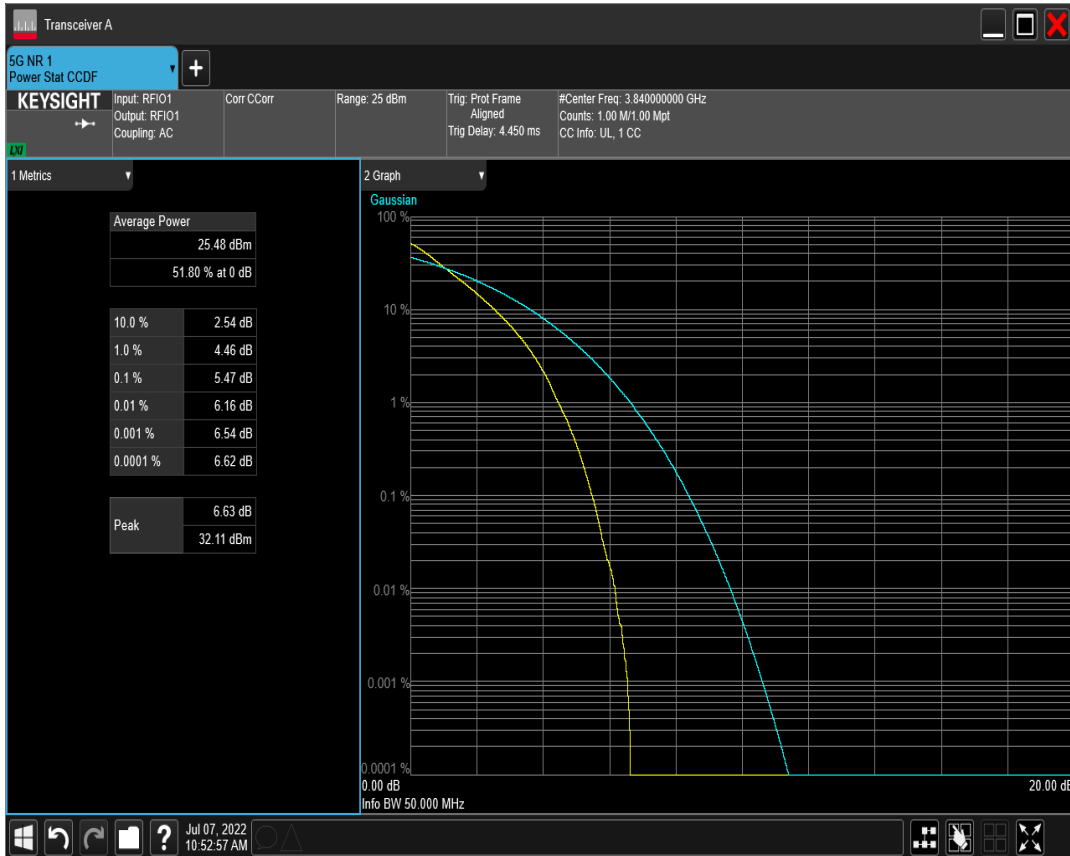 Transceiver A
5G NR 1
Power Stat CCDF
KEYSIGHT
LXI
Input: RFIO1
Output: RFIO1
Coupling: AC
Corr CCorr
Range: 25 dBm
Trig: Prot Frame
Aligned
Trig Delay: 4.450 ms
#Center Freq: 3.840000000 GHz
Counts: 1.00 M/1.00 Mpt
CC Info: UL, 1 CC
1 Metrics
Average Power
25.48 dBm
51.80 % at 0 dB
10.0 % 2.54 dB
1.0 % 4.46 dB
0.1 % 5.47 dB
0.01 % 6.16 dB
0.001 % 6.54 dB
0.0001 % 6.62 dB
Peak
6.63 dB
32.11 dBm
2 Graph
Gaussian
100 %
10 %
1 %
0.1 %
0.01 %
0.001 %
0.0001 %
0.00 dB 20.00 dB
Info BW 50.000 MHz
?
Jul 07, 2022
10:52:57 AM